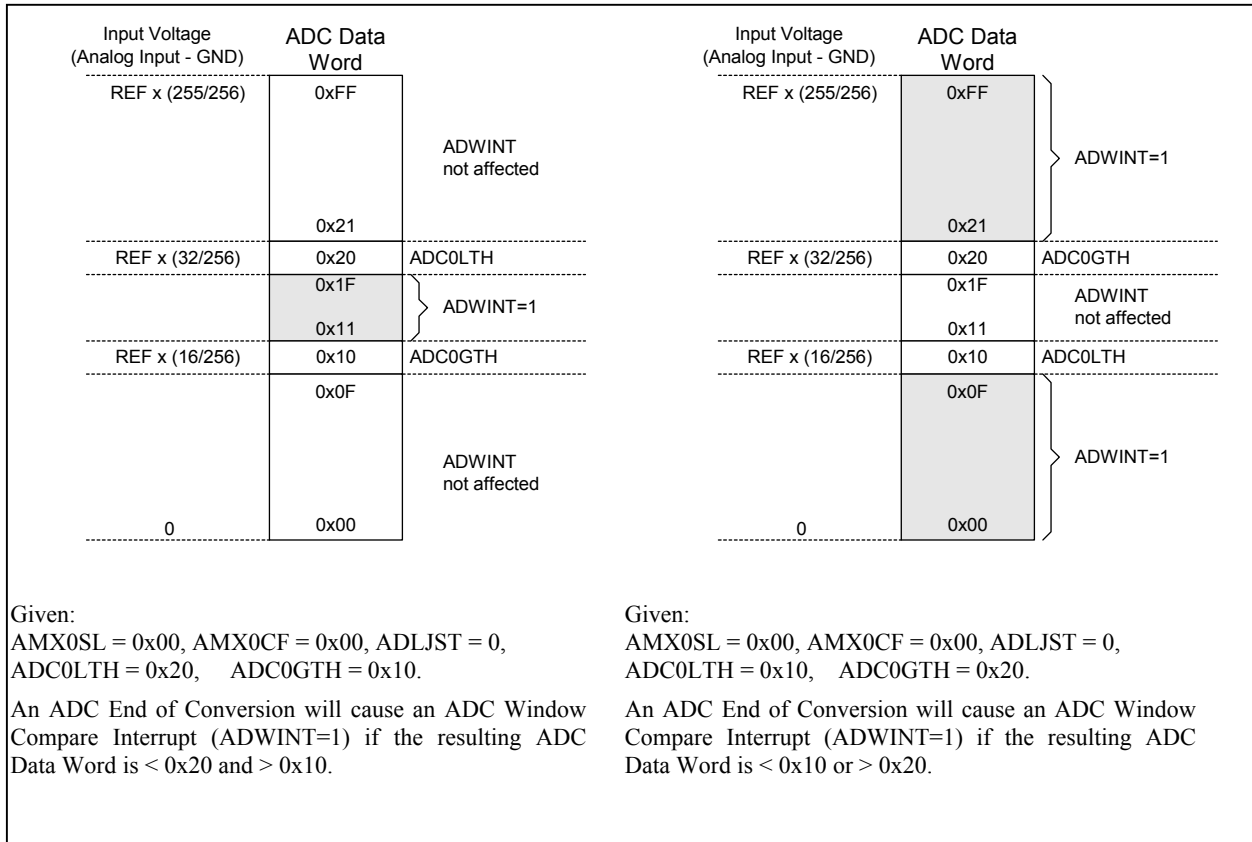 Input Voltage
(Analog Input - GND)
ADC Data
Word
REF x (255/256)
0xFF
ADWINT
not affected
0x21
REF x (32/256)
0x20
ADC0LTH
0x1F
ADWINT=1
0x11
REF x (16/256)
0x10
ADC0GTH
0x0F
ADWINT
not affected
0
0x00
Given:
AMX0SL = 0x00, AMX0CF = 0x00, ADLJST = 0,
ADC0LTH = 0x20, ADC0GTH = 0x10.
An ADC End of Conversion will cause an ADC Window
Compare Interrupt (ADWINT=1) if the resulting ADC
Data Word is < 0x20 and > 0x10.
Input Voltage
(Analog Input - GND)
ADC Data
Word
REF x (255/256)
0xFF
ADWINT=1
0x21
REF x (32/256)
0x20
ADC0GTH
0x1F
ADWINT
not affected
0x11
REF x (16/256)
0x10
ADC0LTH
0x0F
ADWINT=1
0
0x00
Given:
AMX0SL = 0x00, AMX0CF = 0x00, ADLJST = 0,
ADC0LTH = 0x10, ADC0GTH = 0x20.
An ADC End of Conversion will cause an ADC Window
Compare Interrupt (ADWINT=1) if the resulting ADC
Data Word is < 0x10 or > 0x20.